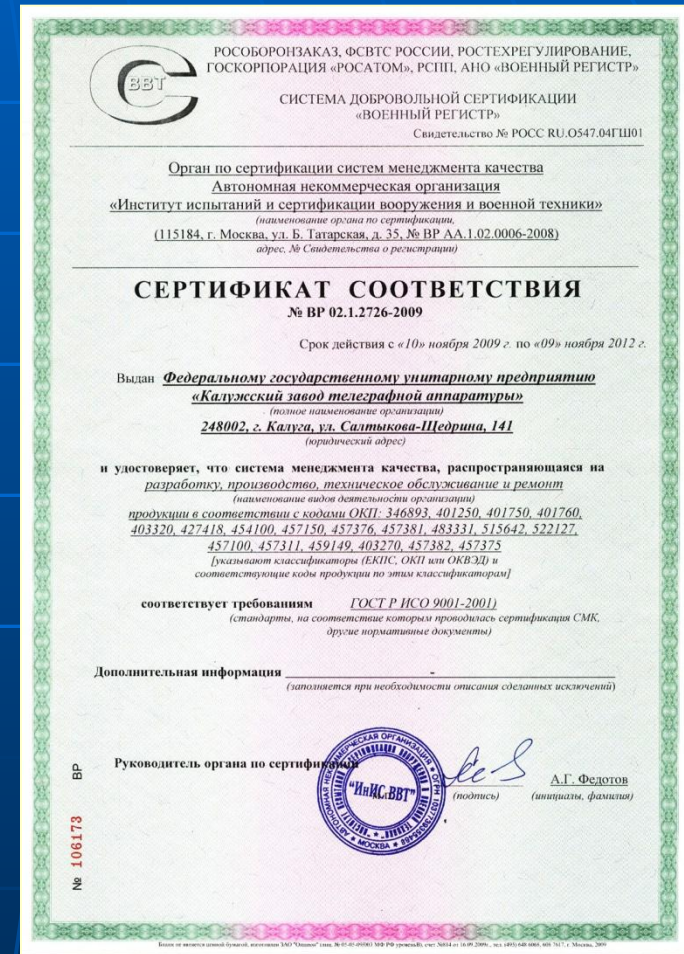 РОСОБОРОНЗАКАЗ, ФСВТС РОССИИ, РОСТЕХРЕГУЛИРОВАНИЕ,
ГОСКОРПОРАЦИЯ «РОСАТОМ», РСПП, АНО «ВОЕННЫЙ РЕГИСТР»
ВВТ
СИСТЕМА ДОБРОВОЛЬНОЙ СЕРТИФИКАЦИИ
«ВОЕННЫЙ РЕГИСТР»
Свидетельство № РОСС RU.О547.04ГШ01
Орган по сертификации систем менеджмента качества
Автономная некоммерческая организация
«Институт испытаний и сертификации вооружения и военной техники»
(наименование органа по сертификации,
(115184, г. Москва, ул. Б. Татарская, д. 35, № ВР АА.1.02.0006-2008)
адрес, № Свидетельства о регистрации)
СЕРТИФИКАТ СООТВЕТСТВИЯ
№ ВР 02.1.2726-2009
Срок действия с «10» ноября 2009 г. по «09» ноября 2012 г.
Выдан Федеральному государственному унитарному предприятию
«Калужский завод телеграфной аппаратуры»
(полное наименование организации)
248002, г. Калуга, ул. Салтыкова-Щедрина, 141
(юридический адрес)
и удостоверяет, что система менеджмента качества, распространяющаяся на
разработку, производство, техническое обслуживание и ремонт
(наименование видов деятельности организации)
продукции в соответствии с кодами ОКП: 346893, 401250, 401750, 401760,
403320, 427418, 454100, 457150, 457376, 457381, 483331, 515642, 522127,
457100, 457311, 459149, 403270, 457382, 457375
[указывают классификаторы (ЕКПС, ОКП или ОКВЭД) и
соответствующие коды продукции по этим классификаторам]
соответствует требованиям ГОСТ Р ИСО 9001-2001)
(стандарты, на соответствие которым проводилась сертификация СМК,
другие нормативные документы)
Дополнительная информация -
(заполняется при необходимости описания сделанных исключений)
Руководитель органа по сертификации
"ИнИС ВВТ"
МОСКВА
А.Г. Федотов
(подпись) (инициалы, фамилия)
№ 106173 ВР